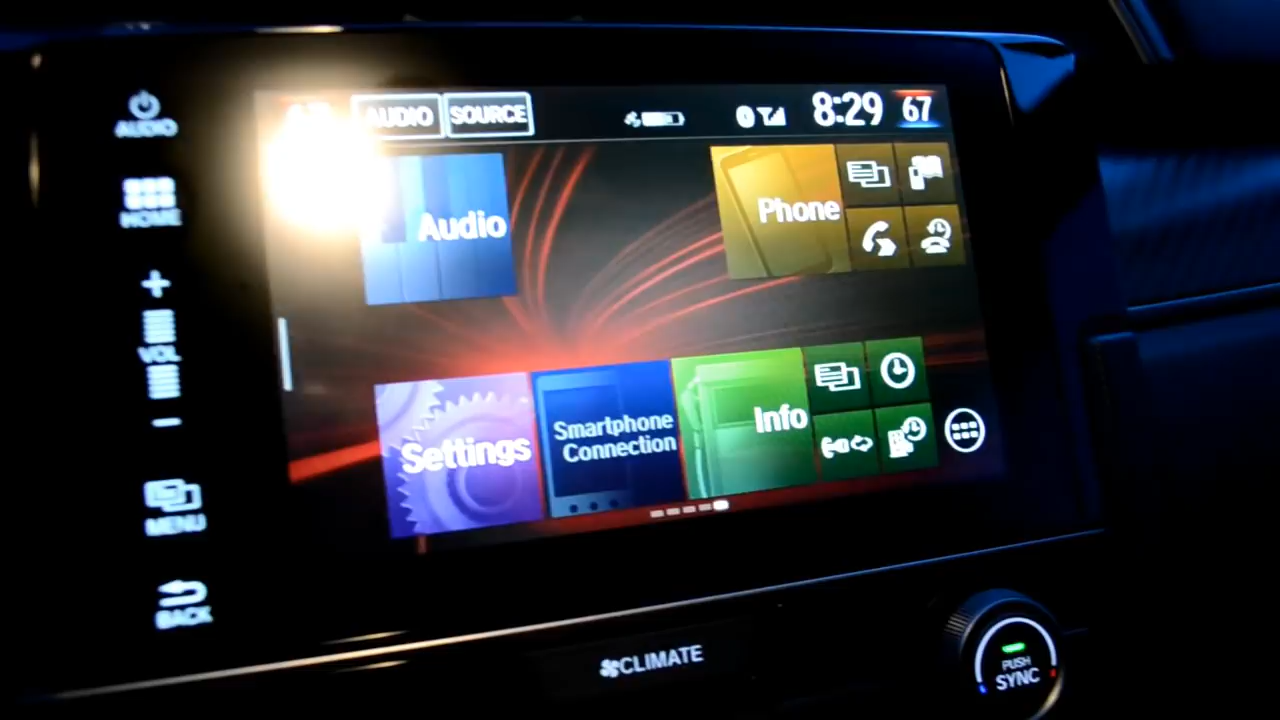 AUDIO
HOME
VOL
MENU
BACK
AUDIO SOURCE 8:29 67
Audio
Phone
Settings
Smartphone
Connection
Info
CLIMATE
PUSH
SYNC